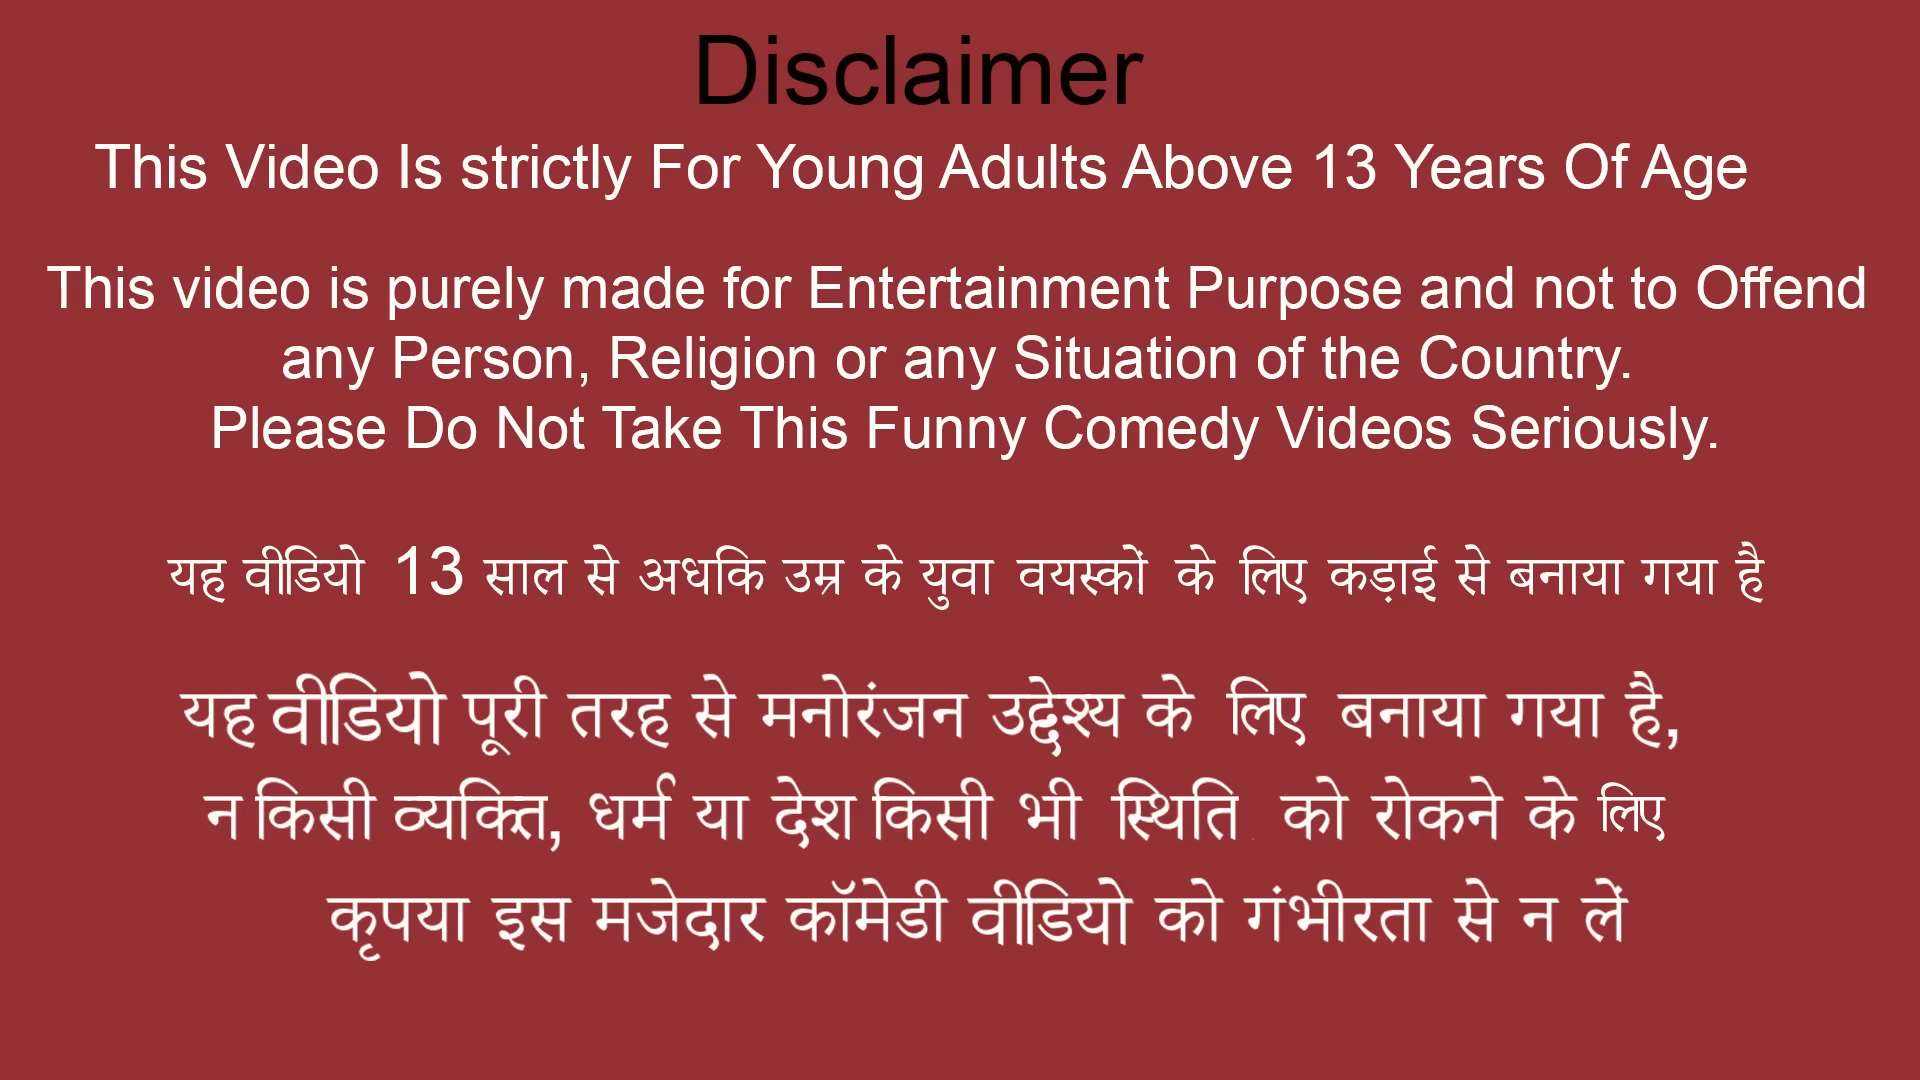 Disclaimer
This Video Is strictly For Young Adults Above 13 Years Of Age
This video is purely made for Entertainment Purpose and not to Offend
any Person, Religion or any Situation of the Country.
Please Do Not Take This Funny Comedy Videos Seriously.
यह वीडियो 13 साल से अधकि उम्र के युवा वयस्कों के लिए कड़ाई से बनाया गया है
यह वीडियो पूरी तरह से मनोरंजन उद्देश्य के लिए बनाया गया है,
न किसी व्यक्ति, धर्म या देश किसी भी स्थिति को रोकने के लिए
कृपया इस मजेदार कॉमेडी वीडियो को गंभीरता से न लें